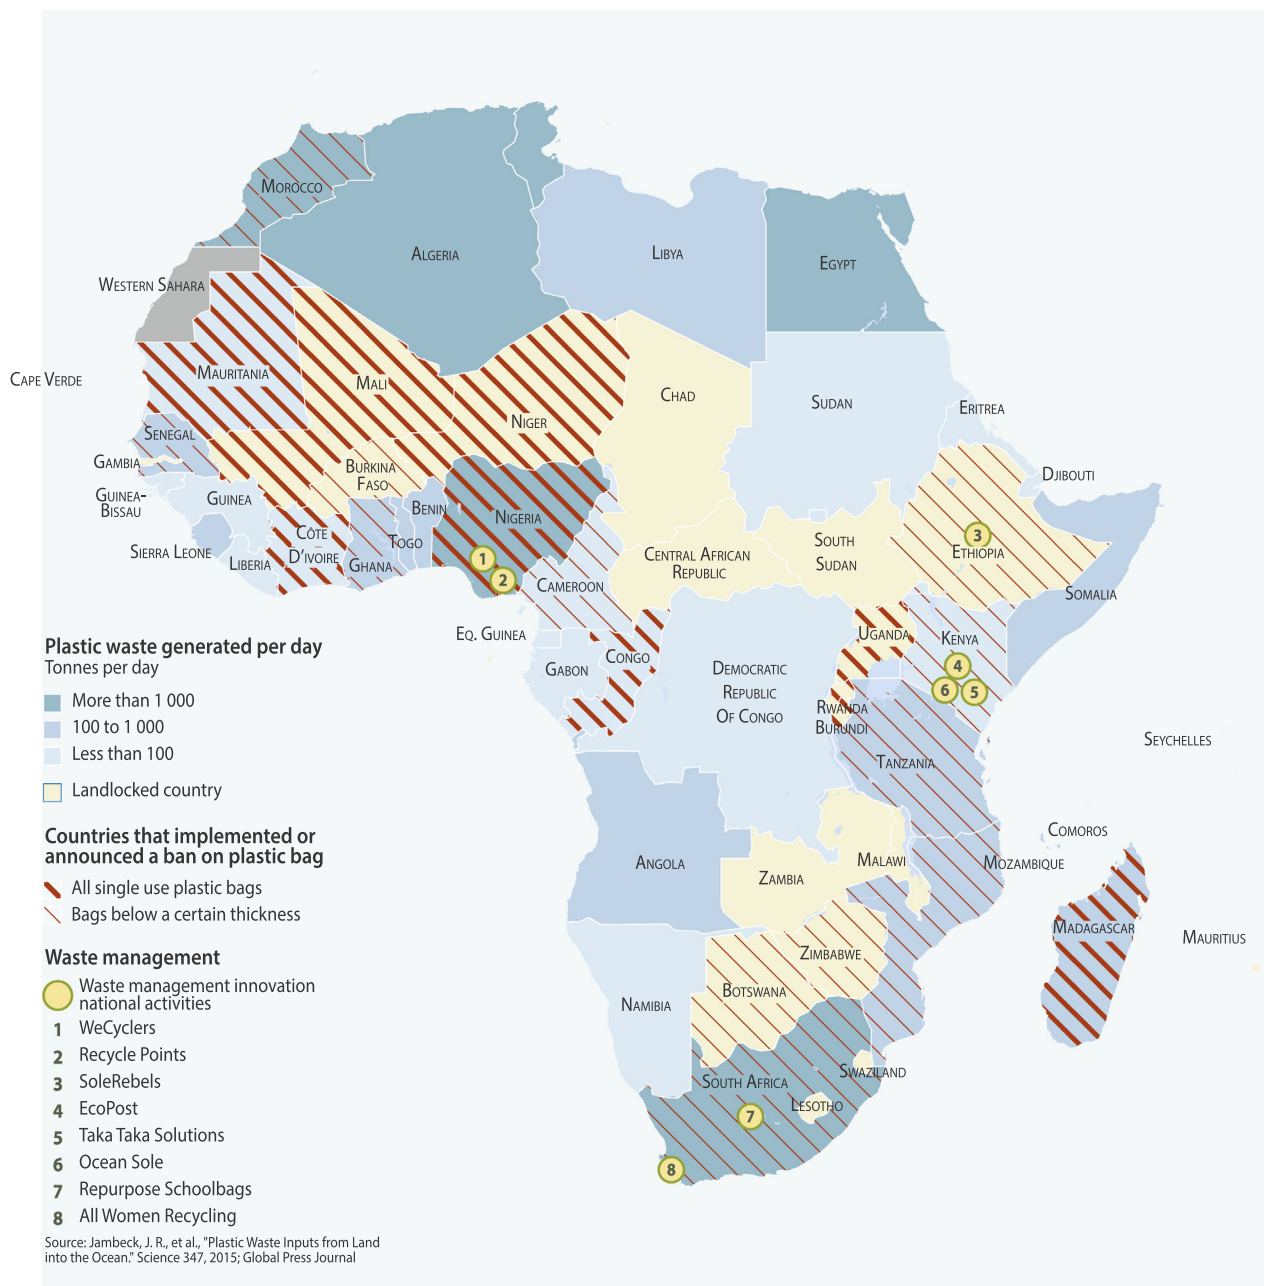 Morocco
Algeria
Libya
Egypt
Western Sahara
Cape Verde
Mauritania
Mali
Niger
Chad
Sudan
Eritrea
Senegal
Gambia
Guinea-
Bissau
Guinea
Burkina
Faso
Benin
Nigeria
Djibouti
Sierra Leone
Liberia
Côte
D'Ivoire
Ghana
Togo
Central African
Republic
South
Sudan
Ethiopia
Somalia
Cameroon
Eq. Guinea
Gabon
Congo
Democratic
Republic
Of Congo
Uganda
Kenya
Rwanda
Burundi
Tanzania
Seychelles
Comoros
Angola
Zambia
Malawi
Mozambique
Madagascar
Mauritius
Zimbabwe
Botswana
Namibia
South Africa
Swaziland
Lesotho
1
2
3
4
6
5
7
8
Plastic waste generated per day
Tonnes per day
More than 1 000
100 to 1 000
Less than 100
Landlocked country
Countries that implemented or
announced a ban on plastic bag
All single use plastic bags
Bags below a certain thickness
Waste management
Waste management innovation
national activities
1 WeCyclers
2 Recycle Points
3 SoleRebels
4 EcoPost
5 Taka Taka Solutions
6 Ocean Sole
7 Repurpose Schoolbags
8 All Women Recycling
Source: Jambeck, J. R., et al., "Plastic Waste Inputs from Land
into the Ocean." Science 347, 2015; Global Press Journal